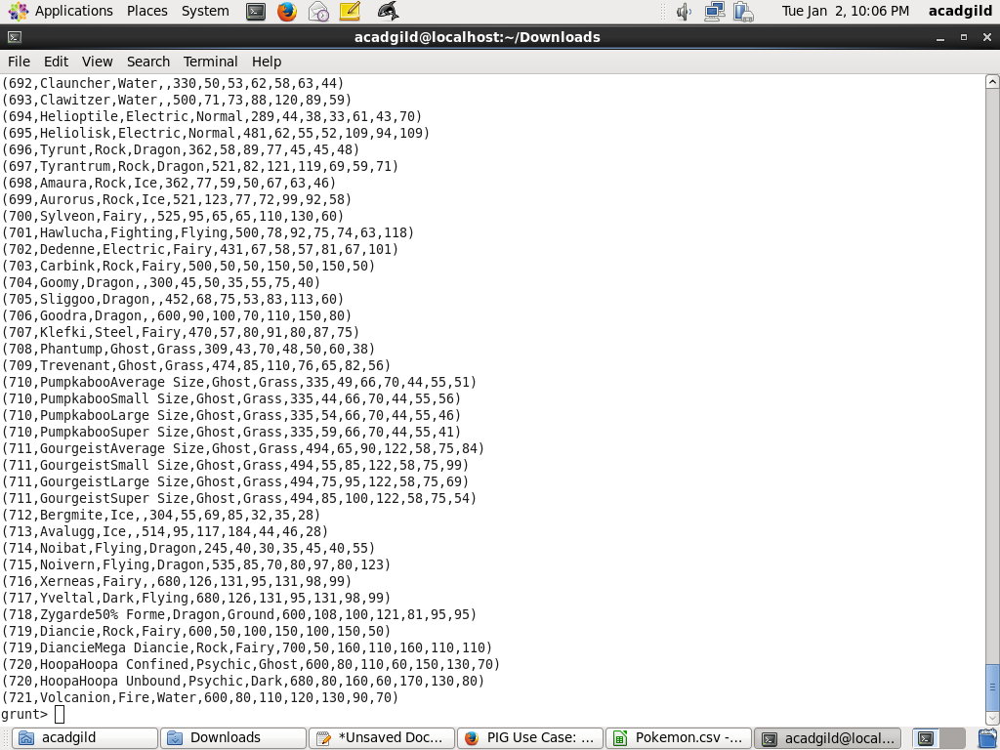 Applications Places System Tue Jan 2, 10:06 PM acadgild
acadgild@localhost:~/Downloads
File Edit View Search Terminal Help
(692,Clauncher,Water,,330,50,53,62,58,63,44)
(693,Clawitzer,Water,,500,71,73,88,120,89,59)
(694,Helioptile,Electric,Normal,289,44,38,33,61,43,70)
(695,Heliolisk,Electric,Normal,481,62,55,52,109,94,109)
(696,Tyrunt,Rock,Dragon,362,58,89,77,45,45,48)
(697,Tyrantrum,Rock,Dragon,521,82,121,119,69,59,71)
(698,Amaura,Rock,Ice,362,77,59,50,67,63,46)
(699,Aurorus,Rock,Ice,521,123,77,72,99,92,58)
(700,Sylveon,Fairy,,525,95,65,65,110,130,60)
(701,Hawlucha,Fighting,Flying,500,78,92,75,74,63,118)
(702,Dedenne,Electric,Fairy,431,67,58,57,81,67,101)
(703,Carbink,Rock,Fairy,500,50,50,150,50,150,50)
(704,Goomy,Dragon,,300,45,50,35,55,75,40)
(705,Sliggoo,Dragon,,452,68,75,53,83,113,60)
(706,Goodra,Dragon,,600,90,100,70,110,150,80)
(707,Klefki,Steel,Fairy,470,57,80,91,80,87,75)
(708,Phantump,Ghost,Grass,309,43,70,48,50,60,38)
(709,Trevenant,Ghost,Grass,474,85,110,76,65,82,56)
(710,PumpkabooAverage Size,Ghost,Grass,335,49,66,70,44,55,51)
(710,PumpkabooSmall Size,Ghost,Grass,335,44,66,70,44,55,56)
(710,PumpkabooLarge Size,Ghost,Grass,335,54,66,70,44,55,46)
(710,PumpkabooSuper Size,Ghost,Grass,335,59,66,70,44,55,41)
(711,GourgeistAverage Size,Ghost,Grass,494,65,90,122,58,75,84)
(711,GourgeistSmall Size,Ghost,Grass,494,55,85,122,58,75,99)
(711,GourgeistLarge Size,Ghost,Grass,494,75,95,122,58,75,69)
(711,GourgeistSuper Size,Ghost,Grass,494,85,100,122,58,75,54)
(712,Bergmite,Ice,,304,55,69,85,32,35,28)
(713,Avalugg,Ice,,514,95,117,184,44,46,28)
(714,Noibat,Flying,Dragon,245,40,30,35,45,40,55)
(715,Noivern,Flying,Dragon,535,85,70,80,97,80,123)
(716,Xerneas,Fairy,,680,126,131,95,131,98,99)
(717,Yveltal,Dark,Flying,680,126,131,95,131,98,99)
(718,Zygarde50% Forme,Dragon,Ground,600,108,100,121,81,95,95)
(719,Diancie,Rock,Fairy,600,50,100,150,100,150,50)
(719,DiancieMega Diancie,Rock,Fairy,700,50,160,110,160,110,110)
(720,HoopaHoopa Confined,Psychic,Ghost,600,80,110,60,150,130,70)
(720,HoopaHoopa Unbound,Psychic,Dark,680,80,160,60,170,130,80)
(721,Volcanion,Fire,Water,600,80,110,120,130,90,70)
grunt>
acadgild Downloads *Unsaved Doc... PIG Use Case: ... Pokemon.csv -... acadgild@local...